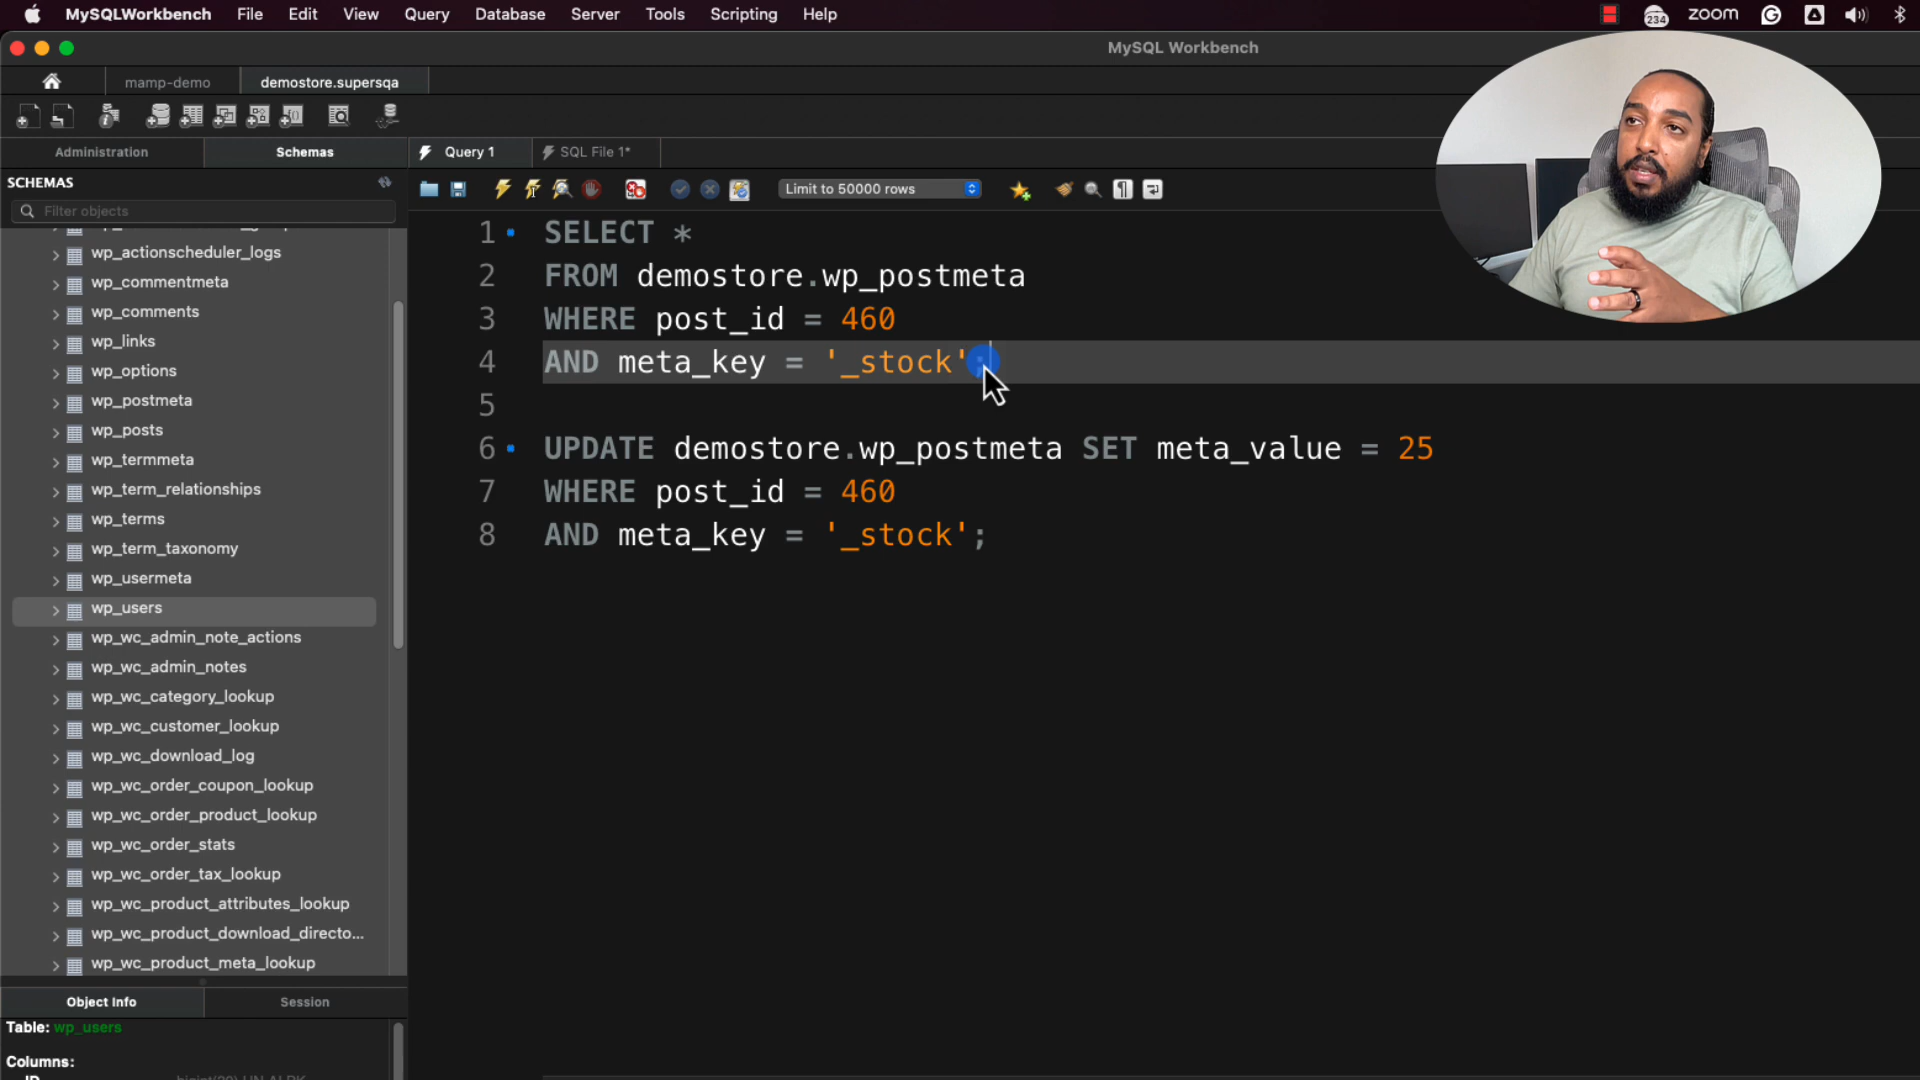 MySQLWorkbench File Edit View Query Database Server Tools Scripting Help 234 zoom
MySQL Workbench
mamp-demo demostore.supersqa
Administration Schemas Query 1 SQL File 1*
SCHEMAS
Limit to 50000 rows
Filter objects
wp_actionscheduler_logs
wp_commentmeta
wp_comments
wp_links
wp_options
wp_postmeta
wp_posts
wp_termmeta
wp_term_relationships
wp_terms
wp_term_taxonomy
wp_usermeta
wp_users
wp_wc_admin_note_actions
wp_wc_admin_notes
wp_wc_category_lookup
wp_wc_customer_lookup
wp_wc_download_log
wp_wc_order_coupon_lookup
wp_wc_order_product_lookup
wp_wc_order_stats
wp_wc_order_tax_lookup
wp_wc_product_attributes_lookup
wp_wc_product_download_directo...
wp_wc_product_meta_lookup
Object Info Session
Table: wp_users
Columns:
1 SELECT *
2 FROM demostore.wp_postmeta
3 WHERE post_id = 460
4 AND meta_key = '_stock';
5
6 UPDATE demostore.wp_postmeta SET meta_value = 25
7 WHERE post_id = 460
8 AND meta_key = '_stock';